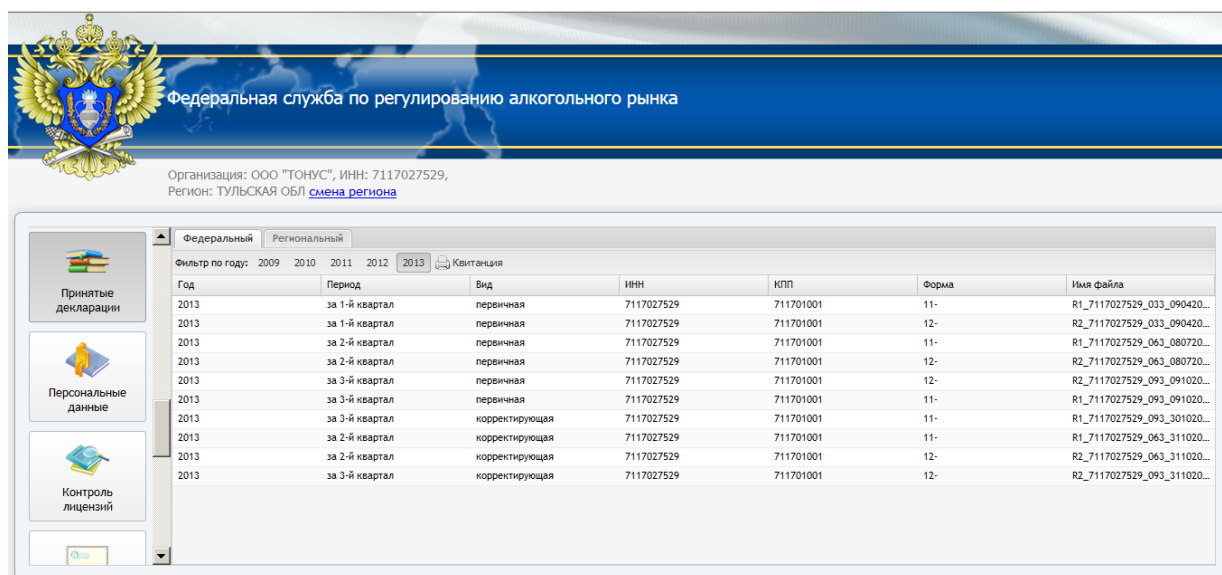 Федеральная служба по регулированию алкогольного рынка
Организация: ООО "ТОНУС", ИНН: 7117027529,
Регион: ТУЛЬСКАЯ ОБЛ смена региона
Принятые
декларации
Персональные
данные
Контроль
лицензий
Федеральный Региональный
Фильтр по году: 2009 2010 2011 2012 2013 Квитанция
Год Период Вид ИНН КПП Форма Имя файла
2013 за 1-й квартал первичная 7117027529 711701001 11- R1_7117027529_033_090420...
2013 за 1-й квартал первичная 7117027529 711701001 12- R2_7117027529_033_090420...
2013 за 2-й квартал первичная 7117027529 711701001 11- R1_7117027529_063_080720...
2013 за 2-й квартал первичная 7117027529 711701001 12- R2_7117027529_063_080720...
2013 за 3-й квартал первичная 7117027529 711701001 12- R2_7117027529_093_091020...
2013 за 3-й квартал первичная 7117027529 711701001 11- R1_7117027529_093_091020...
2013 за 3-й квартал корректирующая 7117027529 711701001 11- R1_7117027529_093_301020...
2013 за 2-й квартал корректирующая 7117027529 711701001 11- R1_7117027529_063_311020...
2013 за 2-й квартал корректирующая 7117027529 711701001 12- R2_7117027529_063_311020...
2013 за 3-й квартал корректирующая 7117027529 711701001 12- R2_7117027529_093_311020...